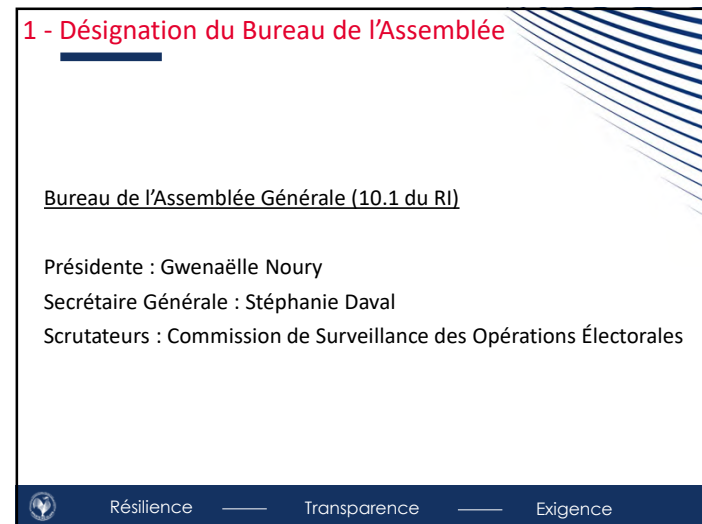 1 - Désignation du Bureau de l’Assemblée
Bureau de l’Assemblée Générale (10.1 du RI)
Présidente : Gwenaëlle Noury
Secrétaire Générale : Stéphanie Daval
Scrutateurs : Commission de Surveillance des Opérations Électorales
Résilience —— Transparence —— Exigence